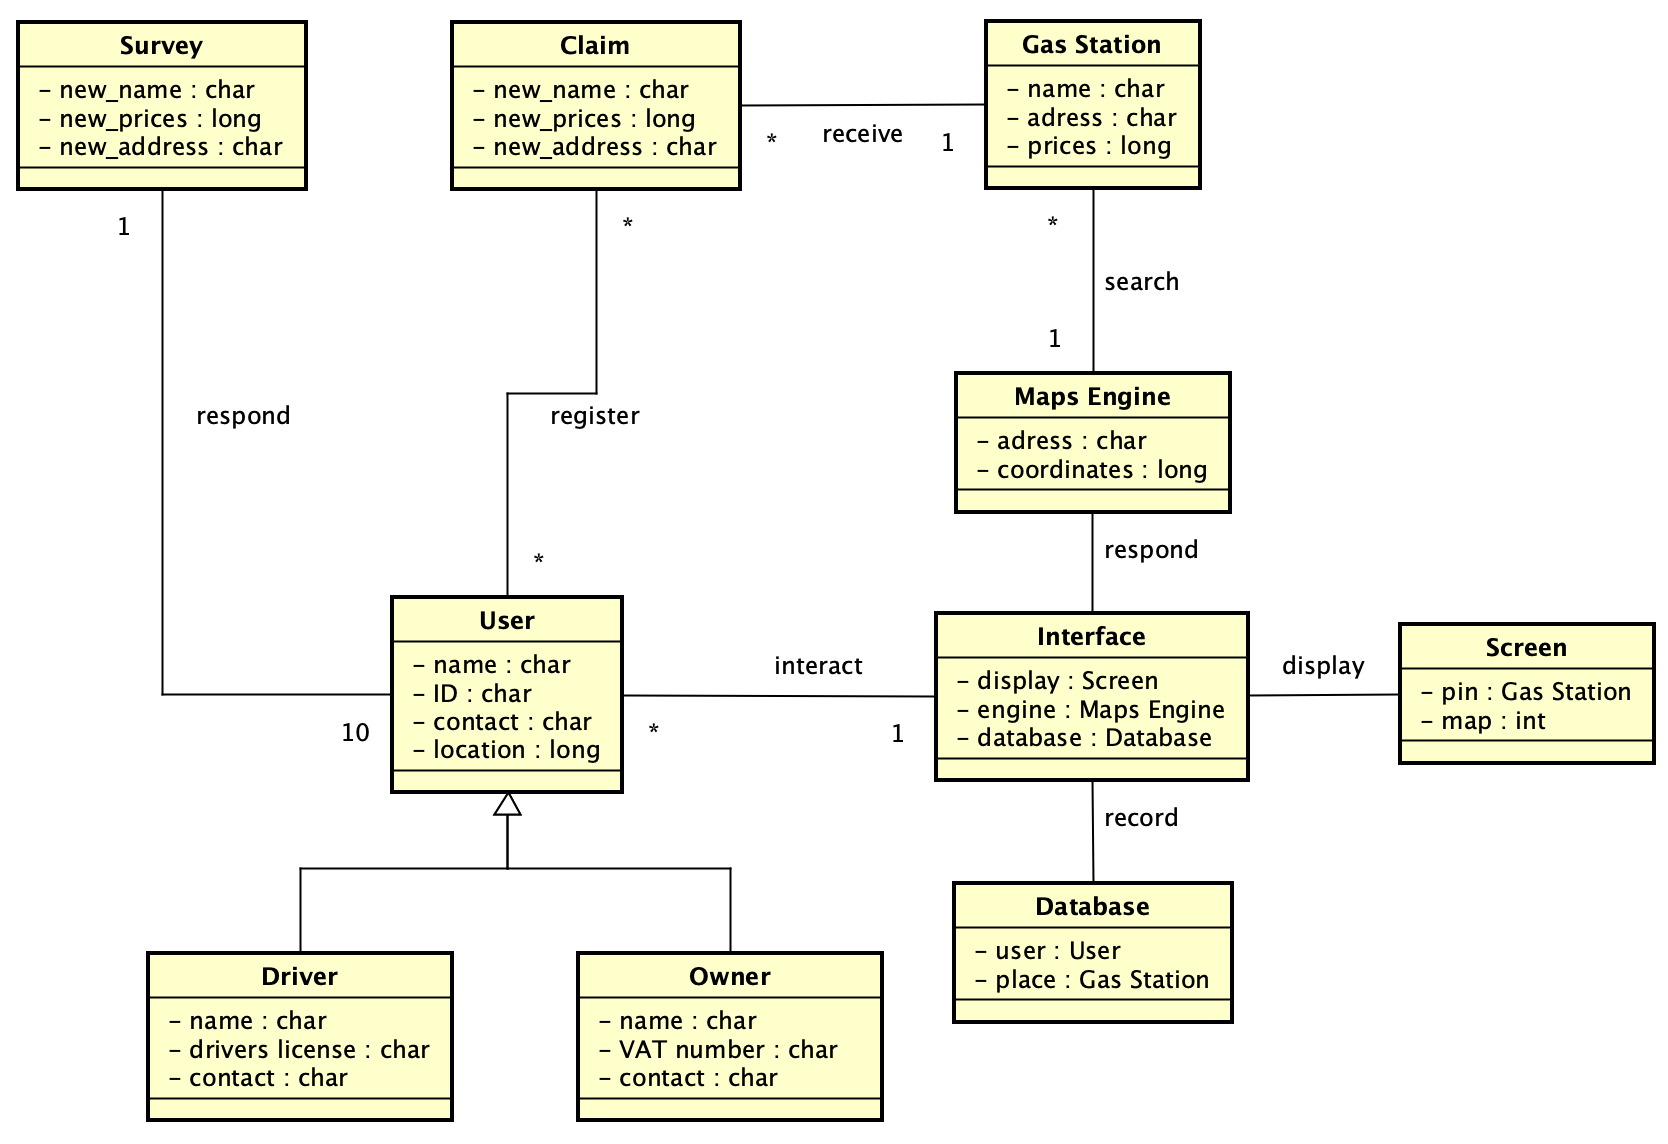 Survey
– new_name : char
– new_prices : long
– new_address : char
Claim
– new_name : char
– new_prices : long
– new_address : char
Gas Station
– name : char
– adress : char
– prices : long
* receive 1
1
*
*
search
1
respond
register
Maps Engine
– adress : char
– coordinates : long
respond
*
User
– name : char
– ID : char
– contact : char
– location : long
10
interact
*
1
Interface
– display : Screen
– engine : Maps Engine
– database : Database
display
Screen
– pin : Gas Station
– map : int
record
Database
– user : User
– place : Gas Station
Driver
– name : char
– drivers license : char
– contact : char
Owner
– name : char
– VAT number : char
– contact : char